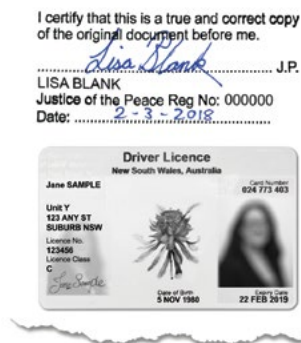 I certify that this is a true and correct copy
of the original document before me.
Lisa Blank J.P.
LISA BLANK
Justice of the Peace Reg No: 000000
Date: 2-3-2018
Driver Licence
New South Wales, Australia
Jane SAMPLE
Card Number
024 773 403
Unit Y
123 ANY ST
SUBURB NSW
Licence No.
123456
Licence Class
C
Jane Sample
Date of Birth
5 NOV 1980
Expiry Date
22 FEB 2019